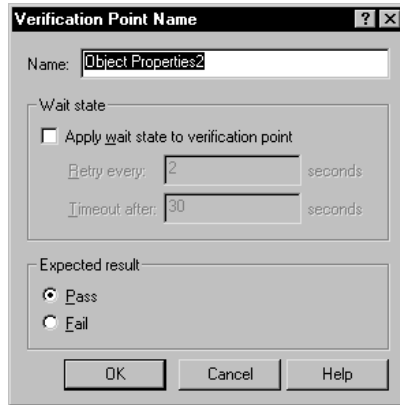 Verification Point Name ? ×
Name: Object Properties2
Wait state
Apply wait state to verification point
Retry every: 2 seconds
Timeout after: 30 seconds
Expected result
Pass
Fail
OK Cancel Help